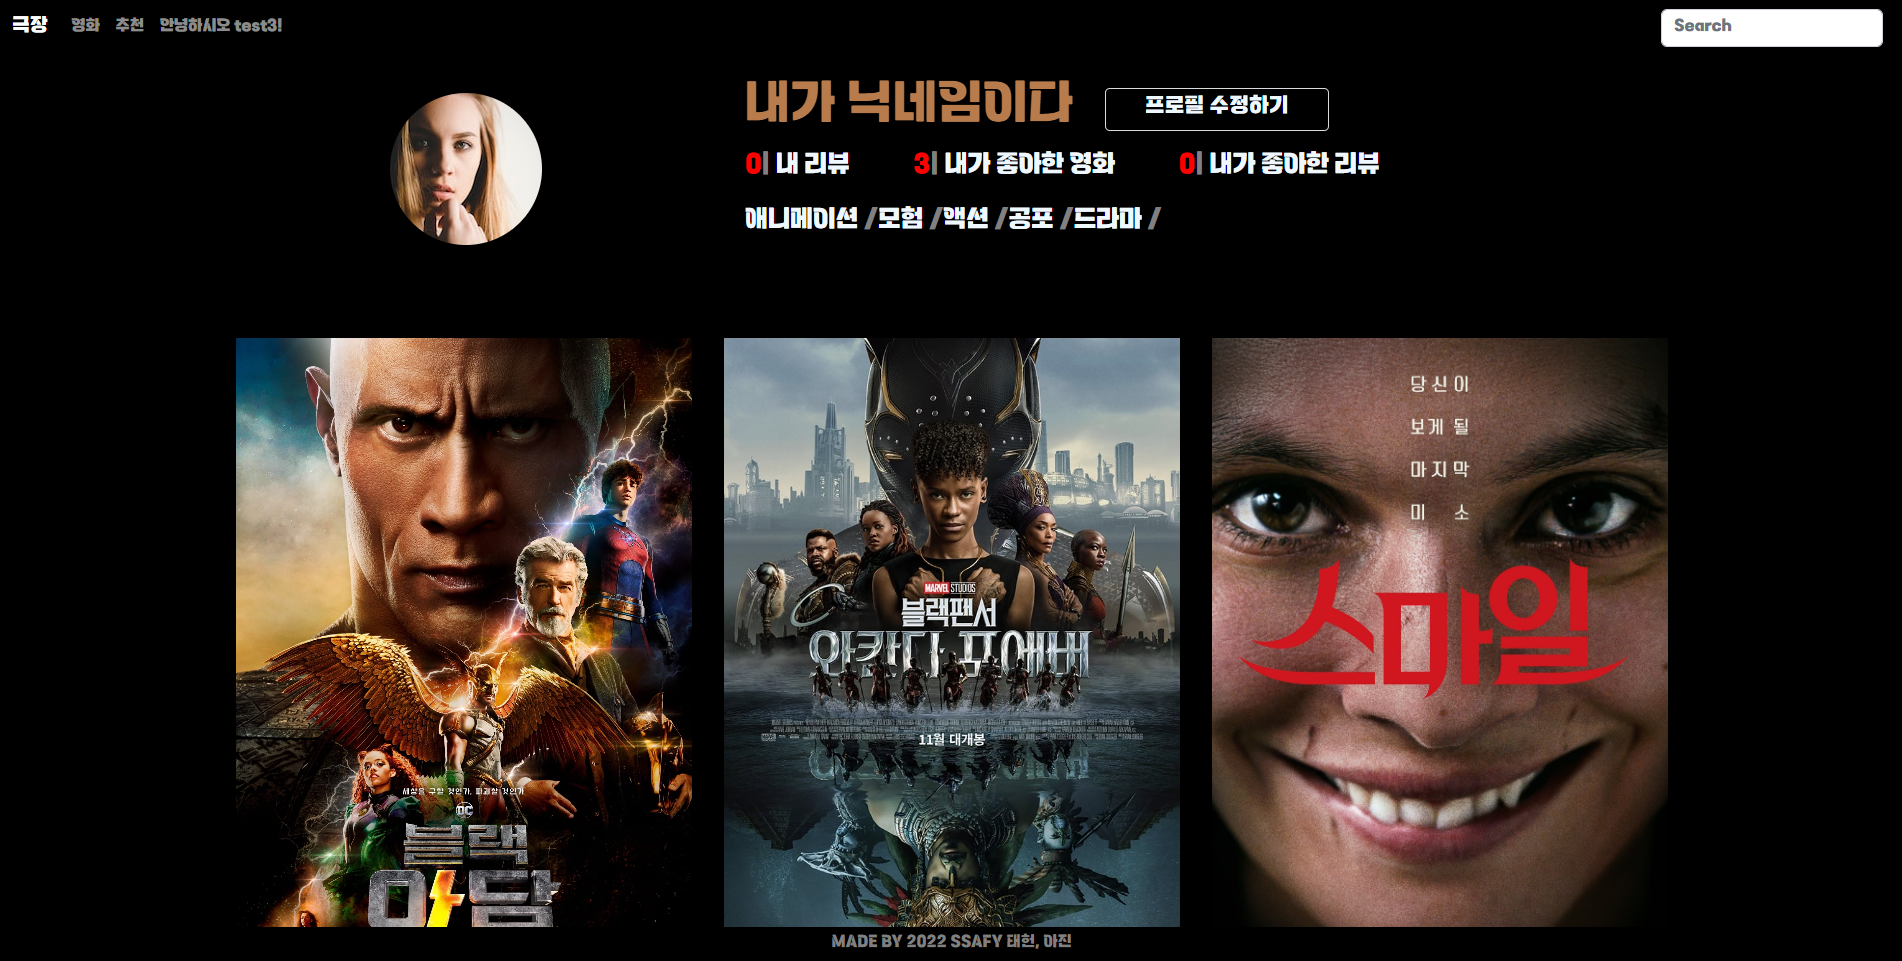 극장 영화 추천 안녕하시오 test3! Search
내가 닉네임이다 프로필 수정하기
0| 내 리뷰 3| 내가 좋아한 영화 0| 내가 좋아한 리뷰
애니메이션 /모험 /액션 /공포 /드라마 /
세상을 구할 것인가, 파괴할 것인가
DC
블랙
아담
MARVEL STUDIOS
블랙팬서
와칸다 포에버
11월 대개봉
당신이
보게 될
마지막
미소
스마일
MADE BY 2022 SSAFY 태헌, 아진